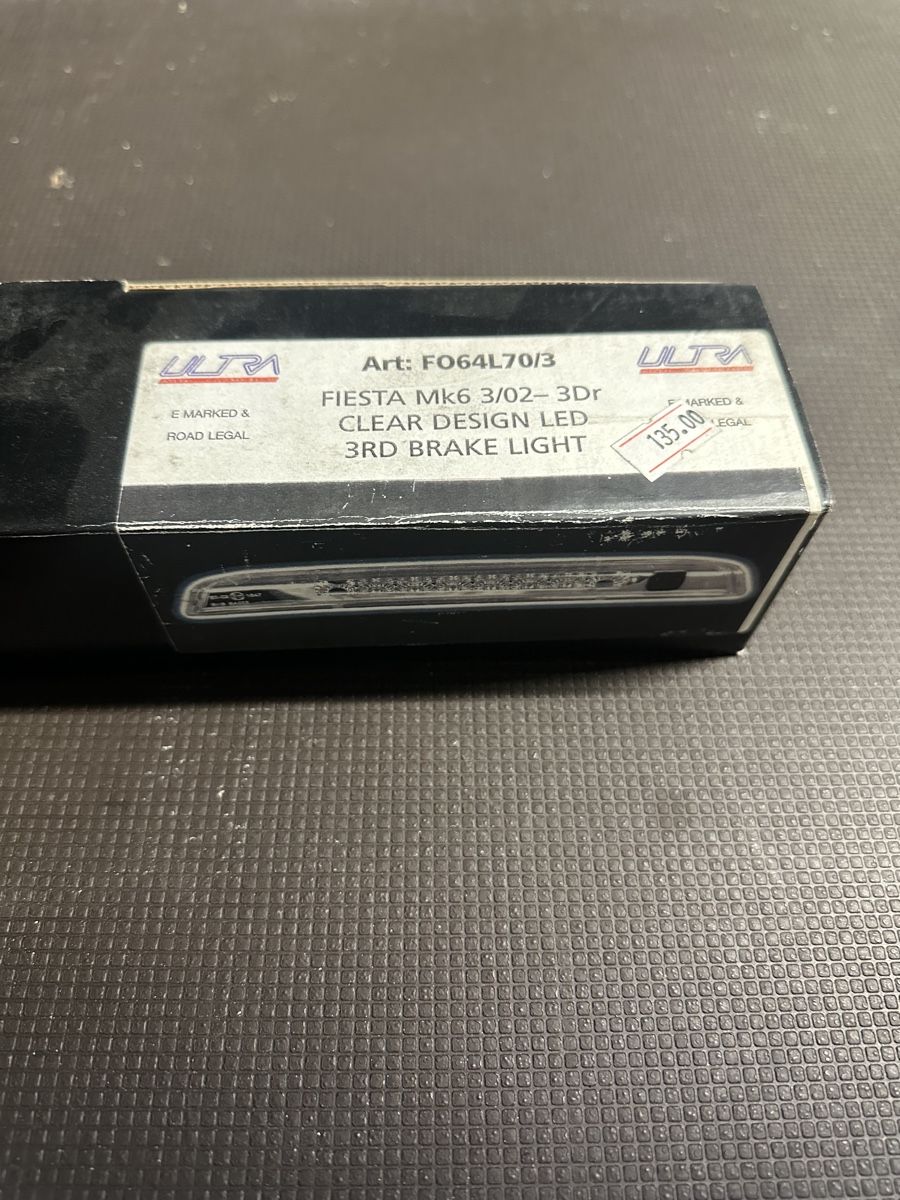 ULTRA
E MARKED &
ROAD LEGAL
Art: FO64L70/3
FIESTA Mk6 3/02– 3Dr
CLEAR DESIGN LED
3RD BRAKE LIGHT
ULTRA
MARKED &
LEGAL
135.00